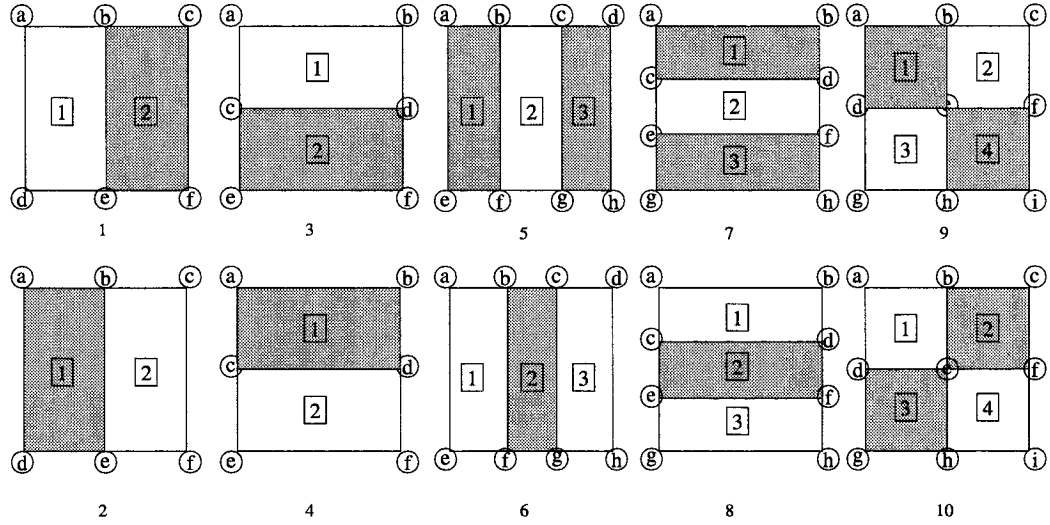 a b a b a b c d a b a b c
1 2 1 1 2 3 1 1 2
c d c d d e f
2 2 e f 3 4
d e f e f e f g h 3 g h g h i
1 3 5 7 9
a b c a b a b c d a b a b c
1 2 1 1 2 3 1 1 2
c d c d d e f
2 2 e f 3 4
d e f e f e f g h 3 g h g h i
2 4 6 8 10